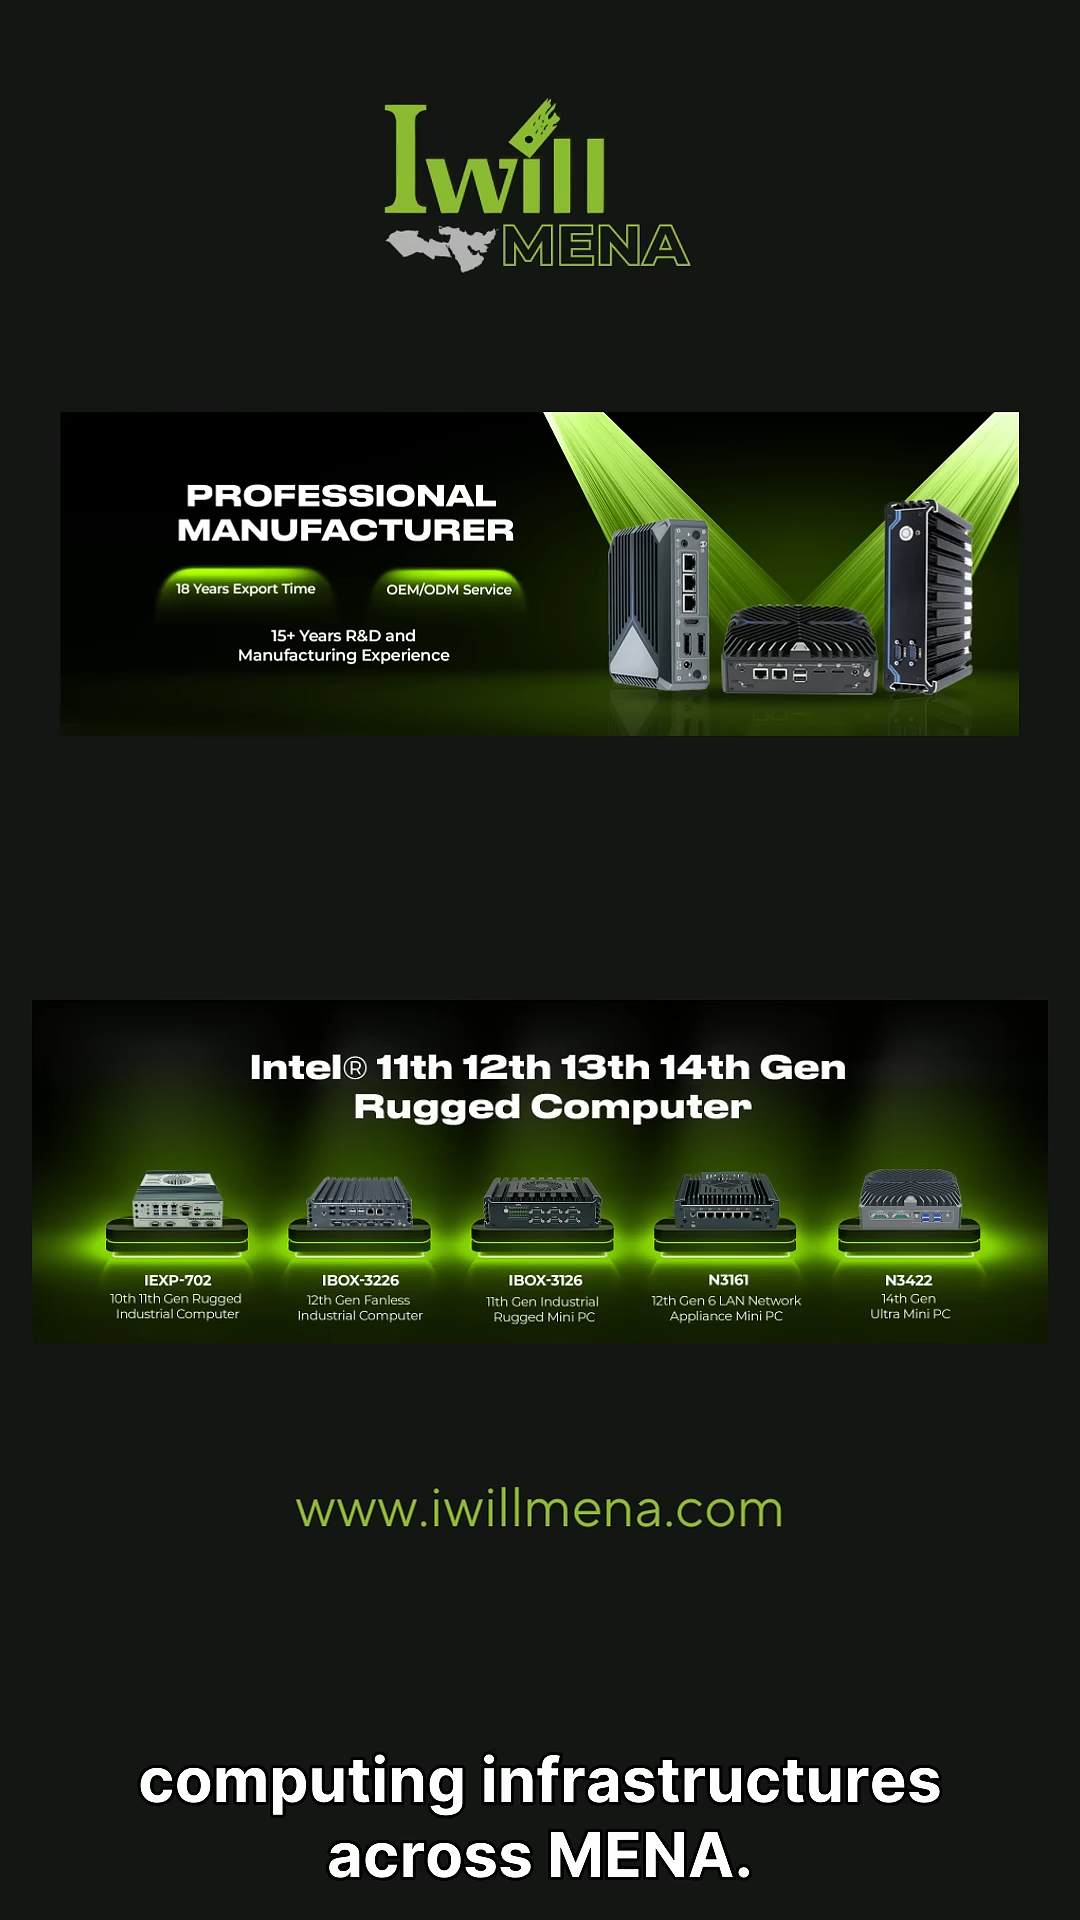 Iwill
MENA
PROFESSIONAL
MANUFACTURER
18 Years Export Time
OEM/ODM Service
15+ Years R&D and
Manufacturing Experience
Intel® 11th 12th 13th 14th Gen
Rugged Computer
IEXP-702
10th 11th Gen Rugged
Industrial Computer
IBOX-3226
12th Gen Fanless
Industrial Computer
IBOX-3126
11th Gen Industrial
Rugged Mini PC
N3161
12th Gen 6 LAN Network
Appliance Mini PC
N3422
14th Gen
Ultra Mini PC
www.iwillmena.com
computing infrastructures
across MENA.